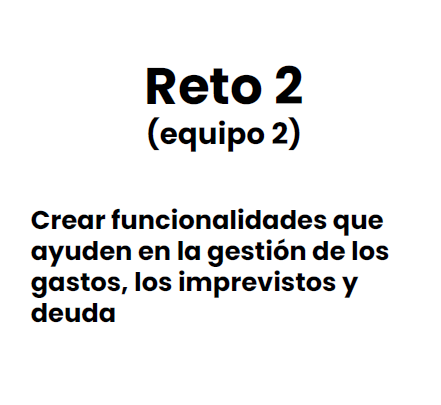 Reto 2
(equipo 2)
Crear funcionalidades que
ayuden en la gestión de los
gastos, los imprevistos y
deuda